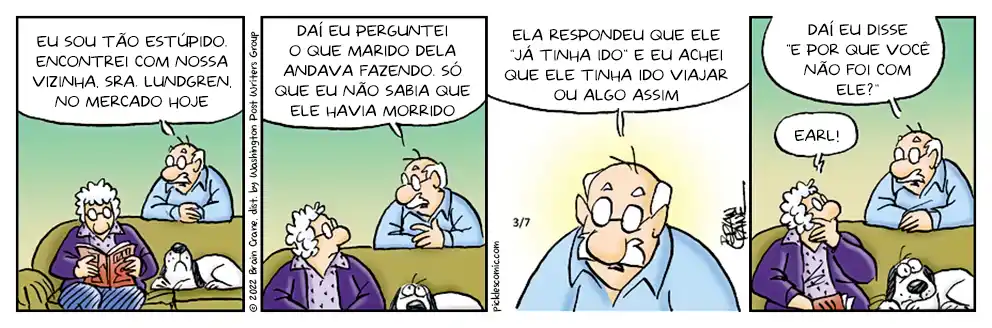 EU SOU TÃO ESTÚPIDO.
ENCONTREI COM NOSSA
VIZINHA, SRA. LUNDGREN,
NO MERCADO HOJE
© 2022 Brian Crane, dist. by Washington Post Writers Group
DAÍ EU PERGUNTEI
O QUE MARIDO DELA
ANDAVA FAZENDO. SÓ
QUE EU NÃO SABIA QUE
ELE HAVIA MORRIDO
picklescomic.com
ELA RESPONDEU QUE ELE
"JÁ TINHA IDO" E EU ACHEI
QUE ELE TINHA IDO VIAJAR
OU ALGO ASSIM
3/7
BRIAN
CRANE
DAÍ EU DISSE
"E POR QUE VOCÊ
NÃO FOI COM
ELE?"
EARL!